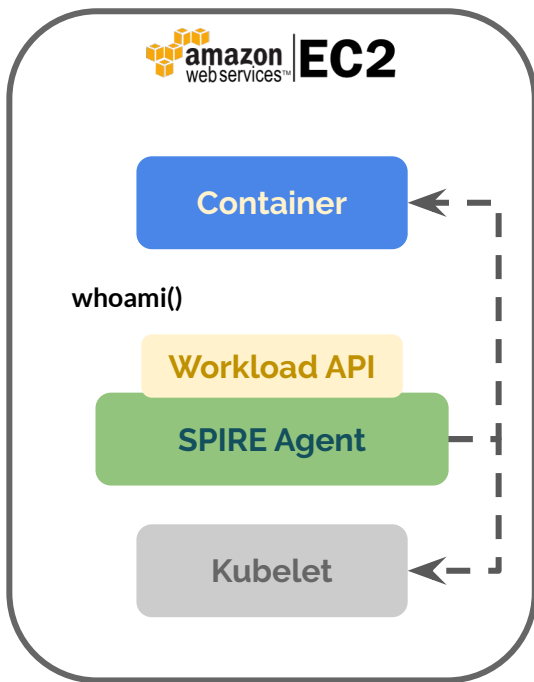 amazon
web services™
EC2
Container
whoami()
Workload API
SPIRE Agent
Kubelet